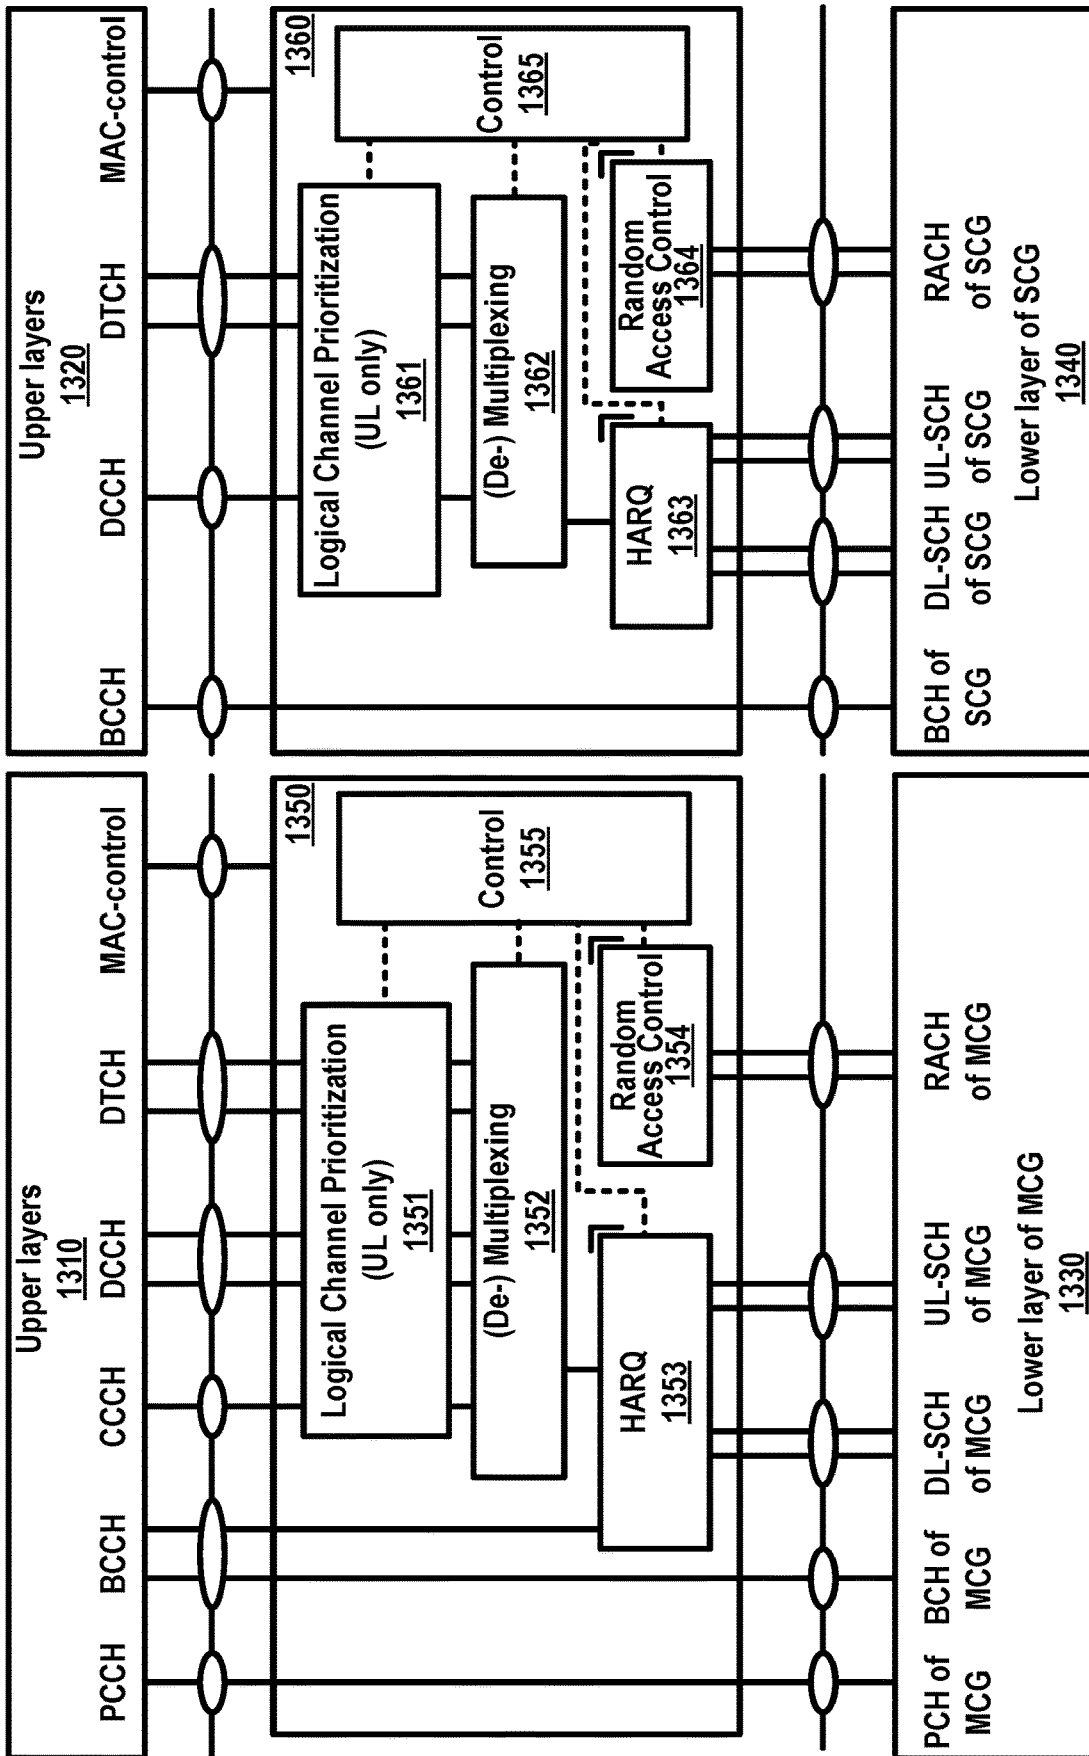 Upper layers
1310
PCCH
BCCH
CCCH
DCCH
DTCH
MAC-control
1350
Logical Channel Prioritization
(UL only)
1351
(De-) Multiplexing
1352
HARQ
1353
Random
Access Control
1354
Control
1355
PCH of
MCG
BCH of
MCG
DL-SCH
of MCG
UL-SCH
of MCG
RACH
of MCG
Lower layer of MCG
1330
Upper layers
1320
BCCH
DCCH
DTCH
MAC-control
1360
Logical Channel Prioritization
(UL only)
1361
(De-) Multiplexing
1362
HARQ
1363
Random
Access Control
1364
Control
1365
BCH of
SCG
DL-SCH
of SCG
UL-SCH
of SCG
RACH
of SCG
Lower layer of SCG
1340